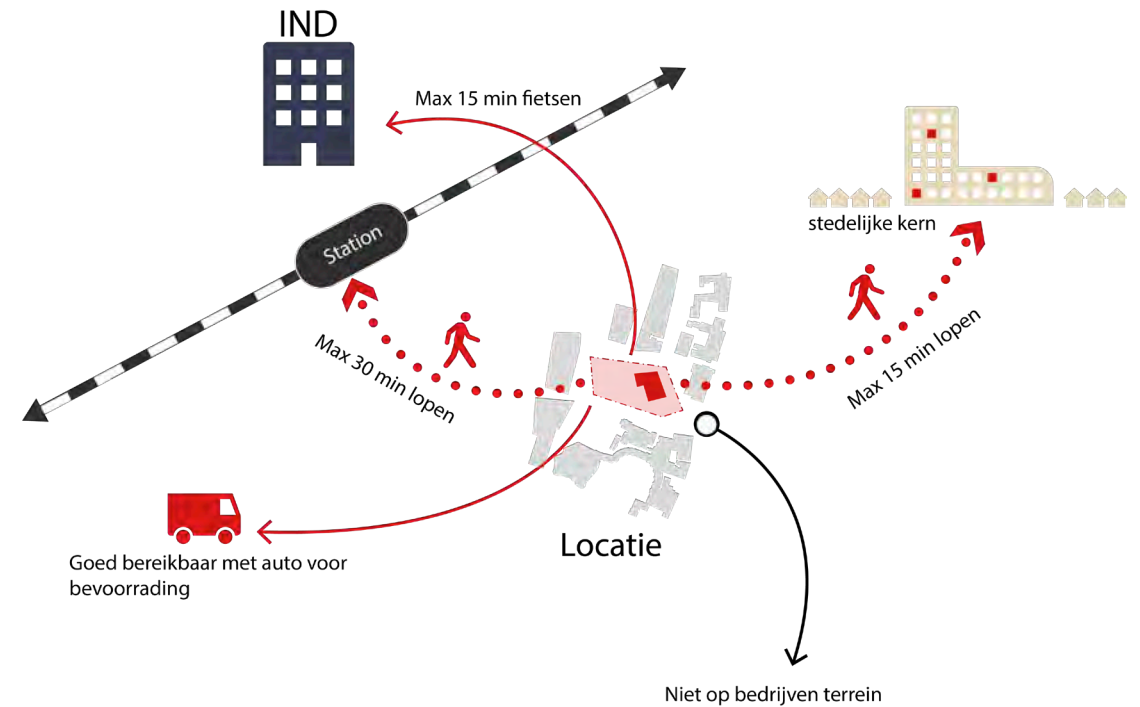 IND
Max 15 min fietsen
Station
stedelijke kern
Max 30 min lopen
Max 15 min lopen
Locatie
Goed bereikbaar met auto voor
bevoorrading
Niet op bedrijven terrein